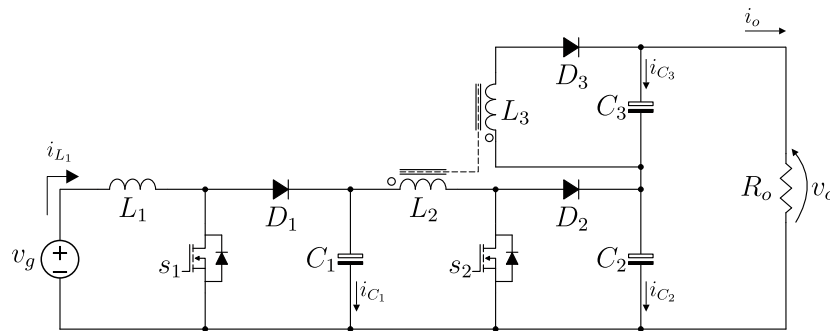 i_o
D_3
i_{C_3}
C_3
L_3
i_{L_1}
L_1
D_1
L_2
D_2
R_o
v_o
v_g
s_1
C_1
s_2
C_2
i_{C_1}
i_{C_2}